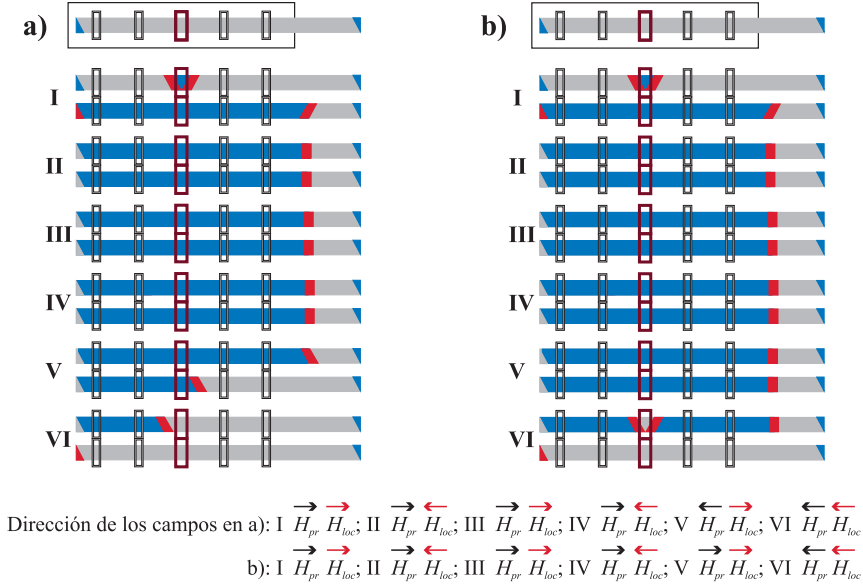 a) b)
I I
II II
III III
IV IV
V V
VI VI
Dirección de los campos en a): I Hpr Hloc; II Hpr Hloc; III Hpr Hloc; IV Hpr Hloc; V Hpr Hloc; VI Hpr Hloc
b): I Hpr Hloc; II Hpr Hloc; III Hpr Hloc; IV Hpr Hloc; V Hpr Hloc; VI Hpr Hloc